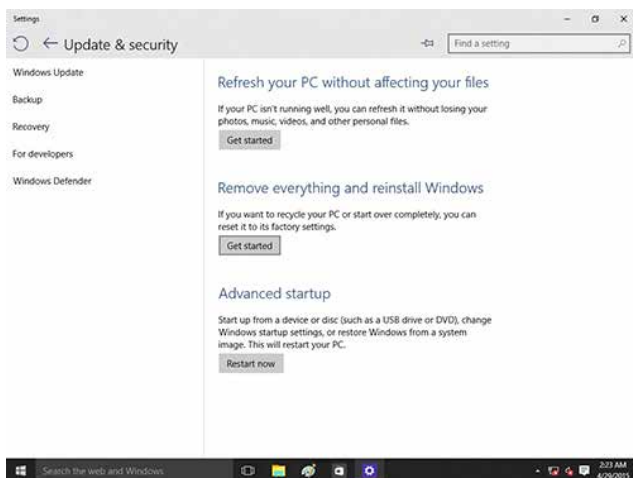 Settings
Update & security
Find a setting
Windows Update
Backup
Recovery
For developers
Windows Defender
Refresh your PC without affecting your files
If your PC isn't running well, you can refresh it without losing your
photos, music, videos, and other personal files.
Get started
Remove everything and reinstall Windows
If you want to recycle your PC or start over completely, you can
reset it to its factory settings.
Get started
Advanced startup
Start up from a device or disc (such as a USB drive or DVD), change
Windows startup settings, or restore Windows from a system
image. This will restart your PC.
Restart now
Search the web and Windows
2:23 AM
4/29/2015